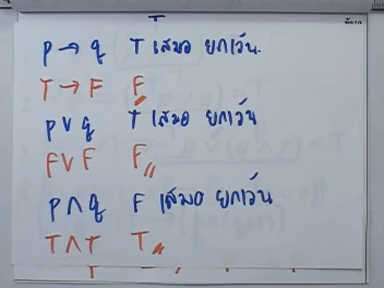 p → q T เสมอ ยกเว้น.
T → F F
p ∨ q T เสมอ ยกเว้น
F ∨ F F
p ∧ q F เสมอ ยกเว้น
T ∧ T T